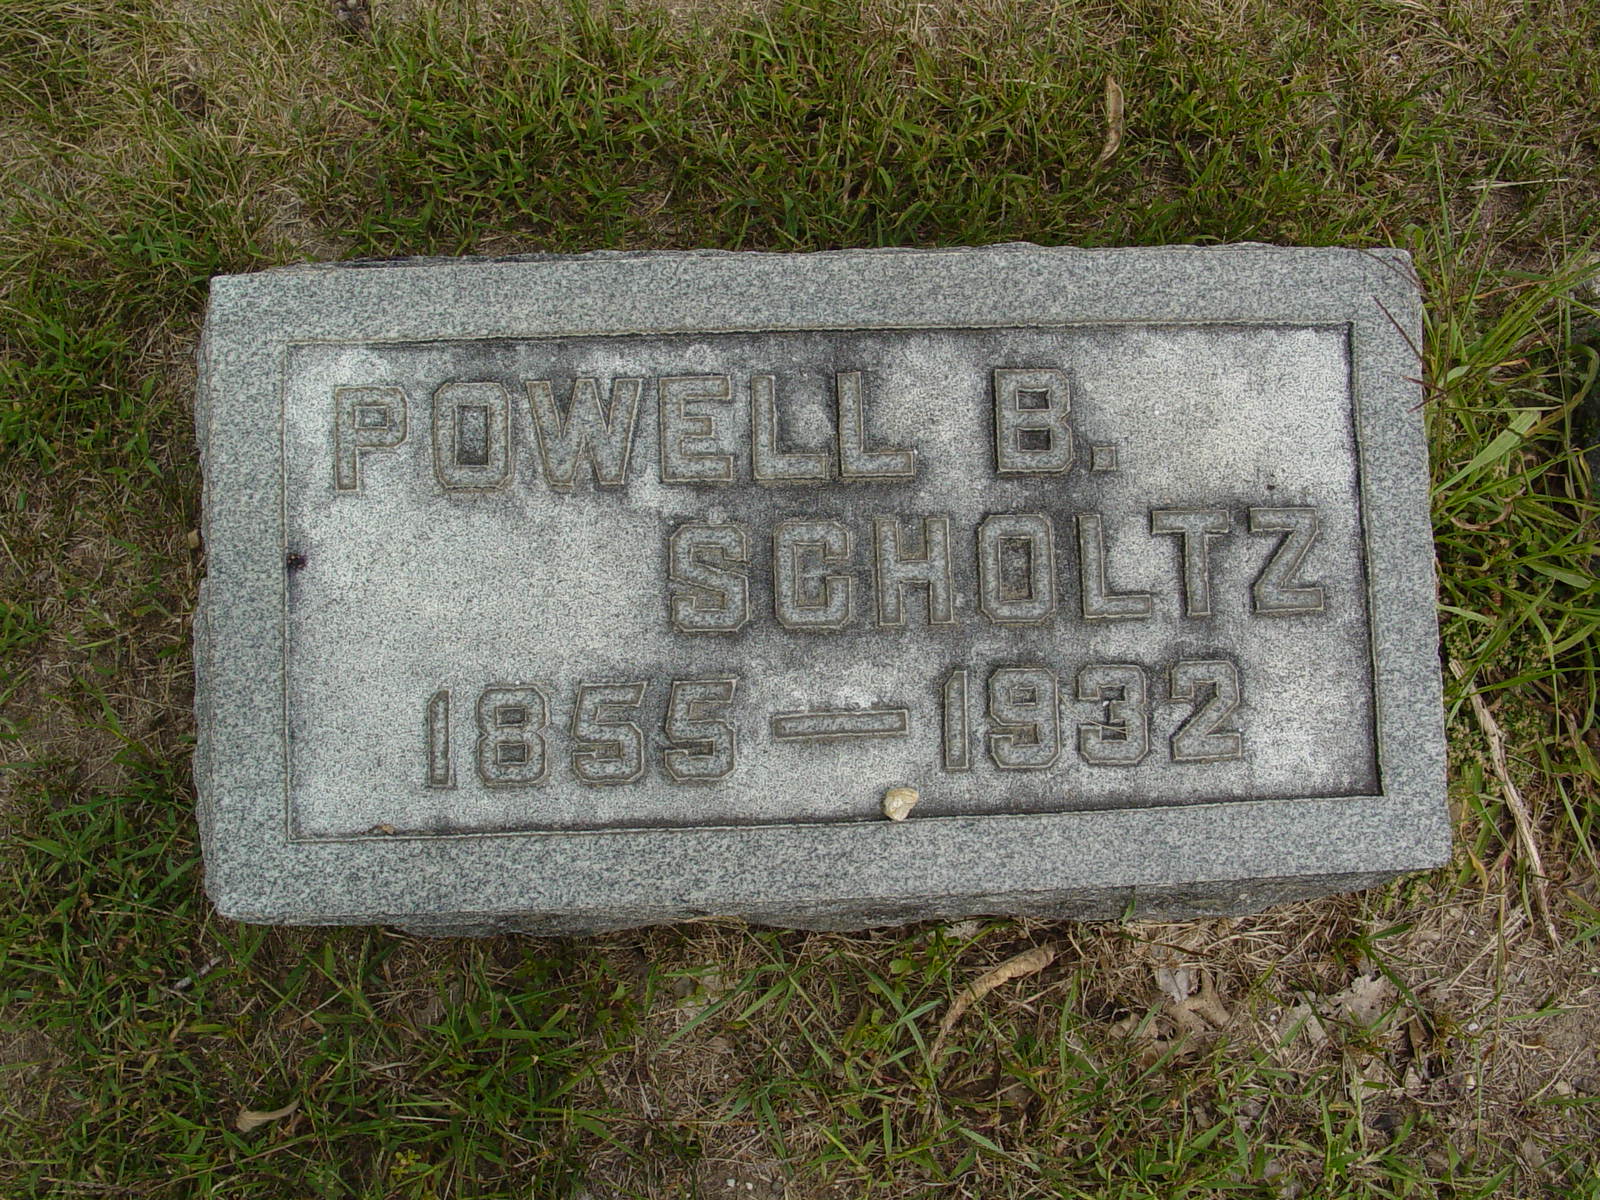 POWELL B.
SCHOLTZ
1855 — 1932